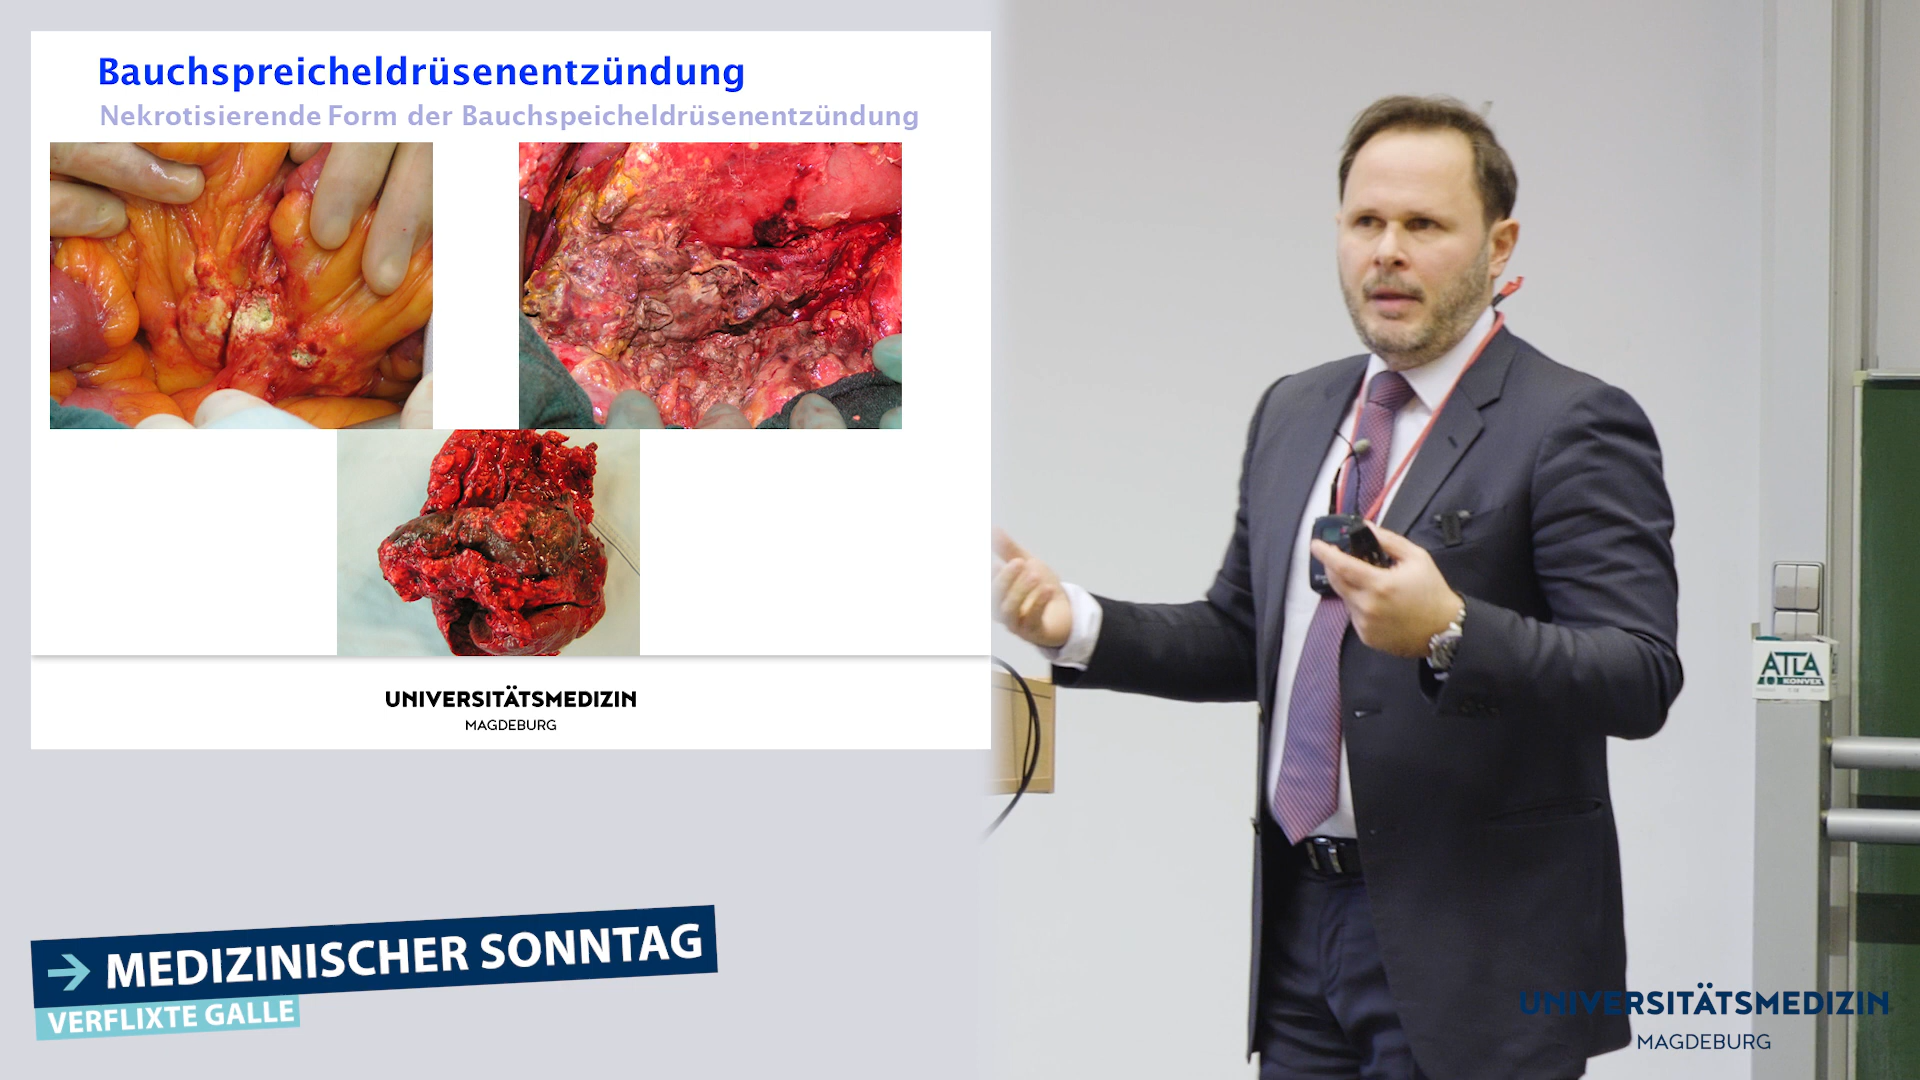 Bauchspreicheldrüsenentzündung
Nekrotisierende Form der Bauchspeicheldrüsenentzündung
UNIVERSITÄTSMEDIZIN
MAGDEBURG
→ MEDIZINISCHER SONNTAG
VERFLIXTE GALLE
ATLA
KONVEX
UNIVERSITÄTSMEDIZIN
MAGDEBURG